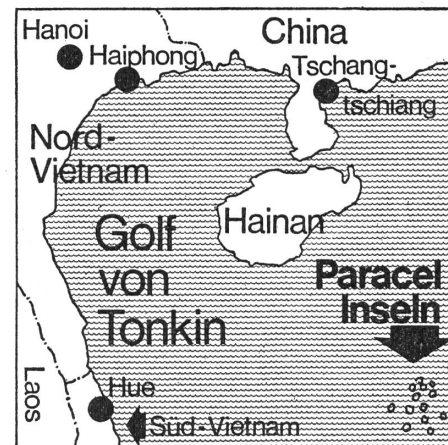 Hanoi
China
Haiphong
Tschang-
tschiang
Nord-
Vietnam
Hainan
Golf
von
Tonkin
Paracel
Inseln
Laos
Hue
Süd-Vietnam